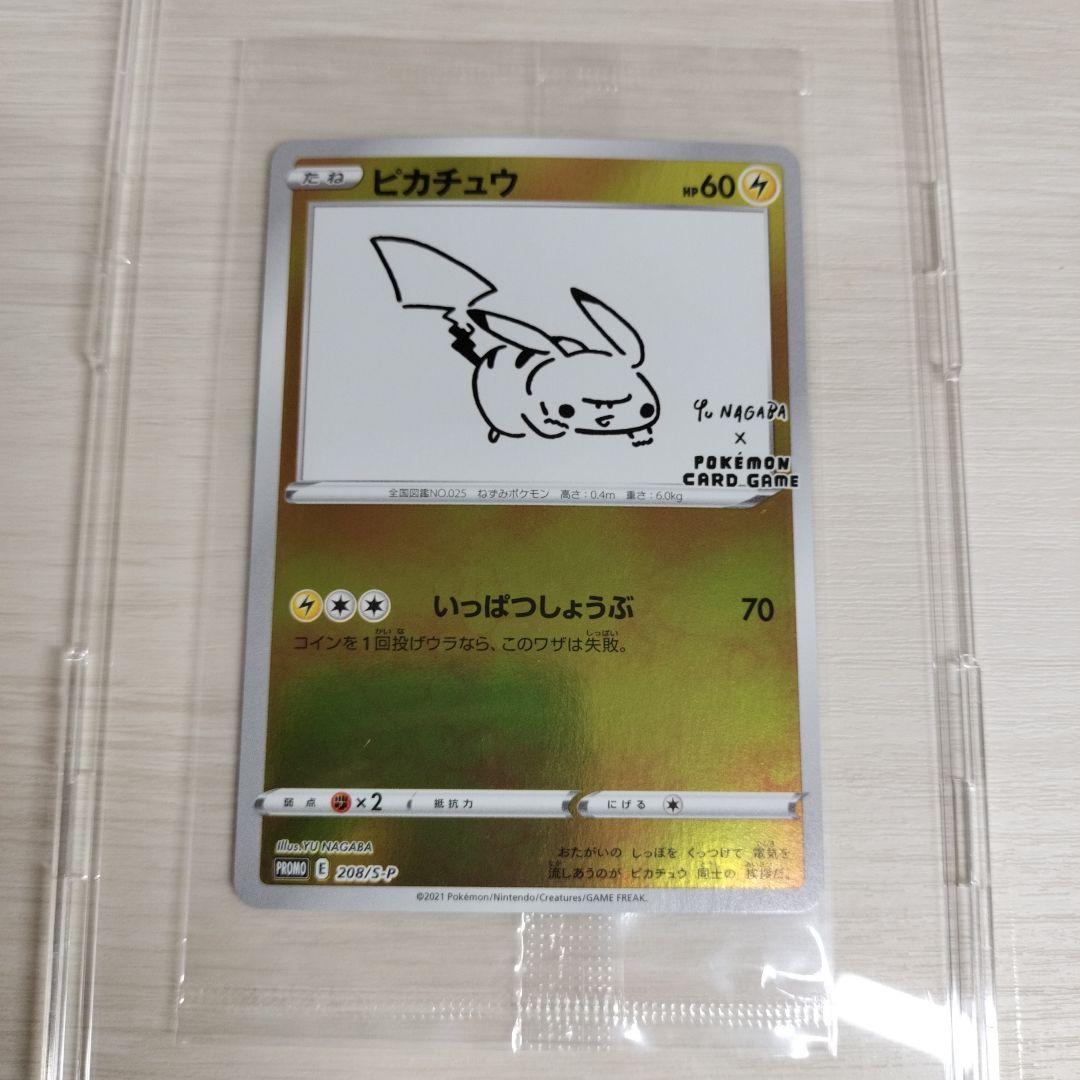 たね ピカチュウ HP60
YU NAGABA
×
POKÉMON
CARD GAME
全国図鑑NO.025 ねずみポケモン 高さ:0.4m 重さ:6.0kg
いっぱつしょうぶ 70
コインを1回投げウラなら、このワザは失敗。
弱点 ×2 抵抗力 にげる
Illus.YU NAGABA
PROMO E 208/S-P
おたがいの しっぽを くっつけて 電気を
流しあうのが ピカチュウ 同士の 挨拶だ。
©2021 Pokémon/Nintendo/Creatures/GAME FREAK.